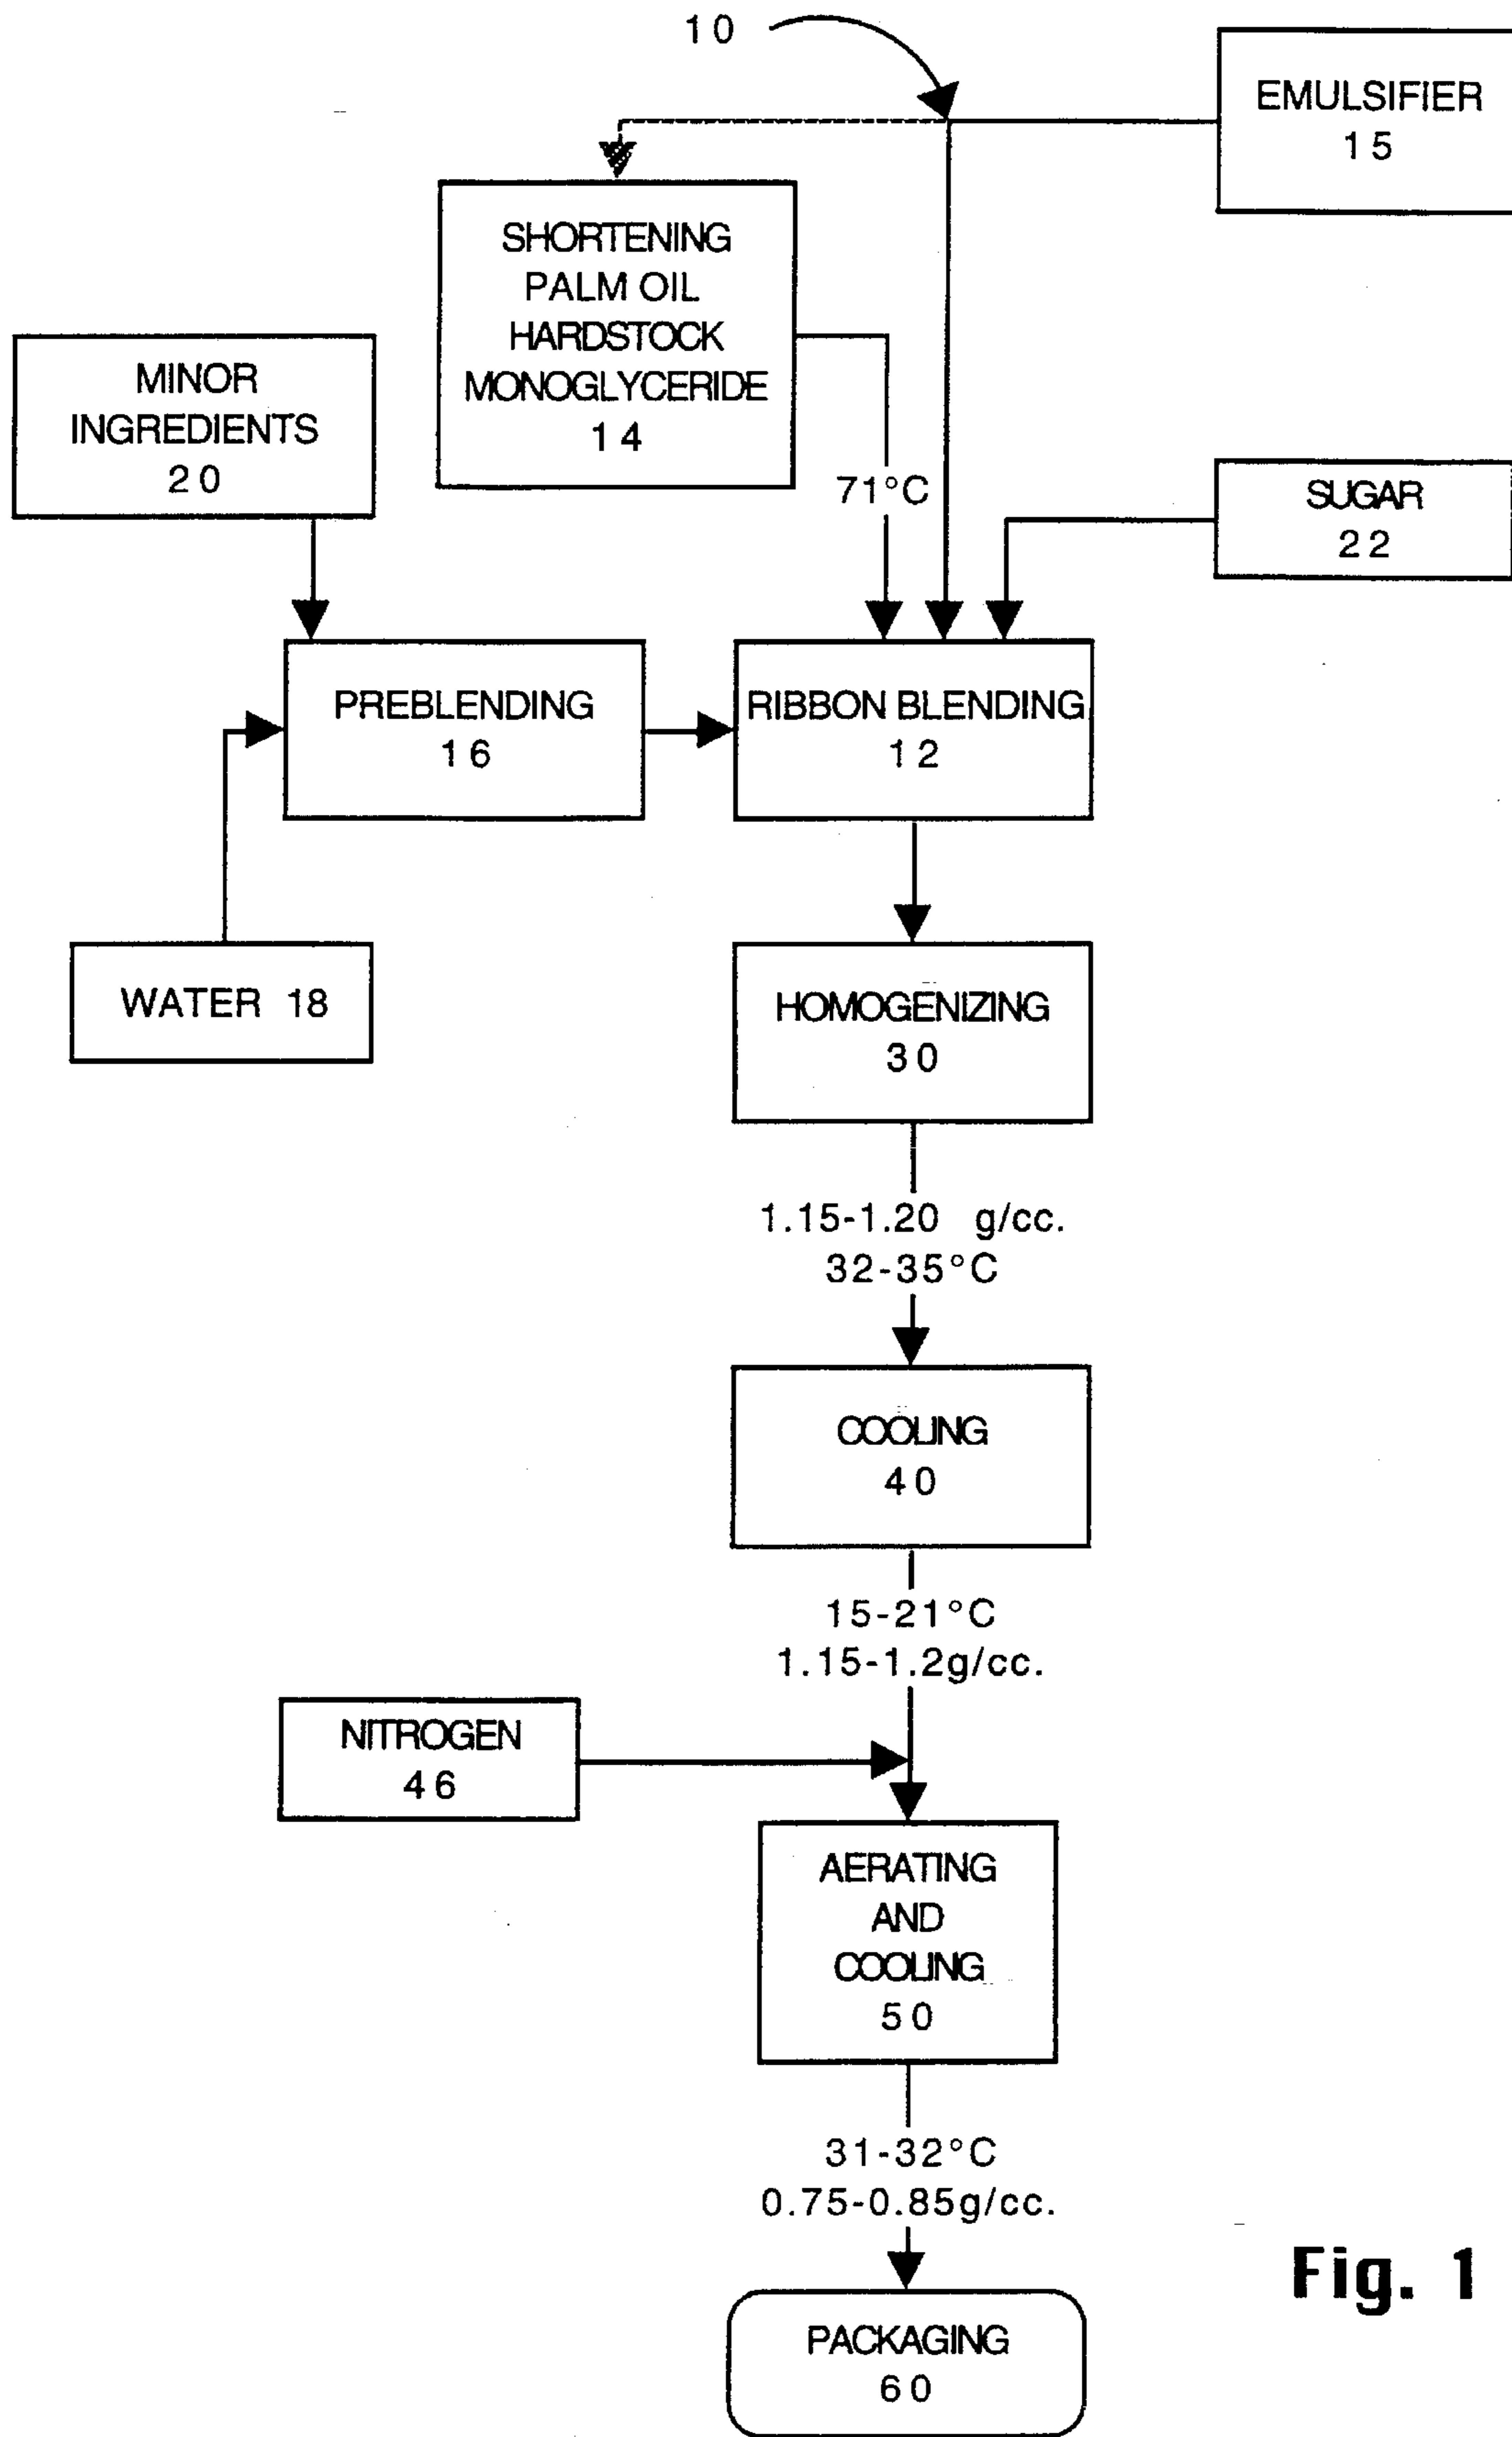 10
EMULSIFIER
15
SHORTENING
PALM OIL
HARDSTOCK
MONOGLYCERIDE
14
MINOR
INGREDIENTS
20
71°C
SUGAR
22
PREBLENDING
16
RIBBON BLENDING
12
WATER 18
HOMOGENIZING
30
1.15-1.20 g/cc.
32-35°C
COOLING
40
15-21°C
1.15-1.2g/cc.
NITROGEN
46
AERATING
AND
COOLING
50
31-32°C
0.75-0.85g/cc.
Fig. 1
PACKAGING
60